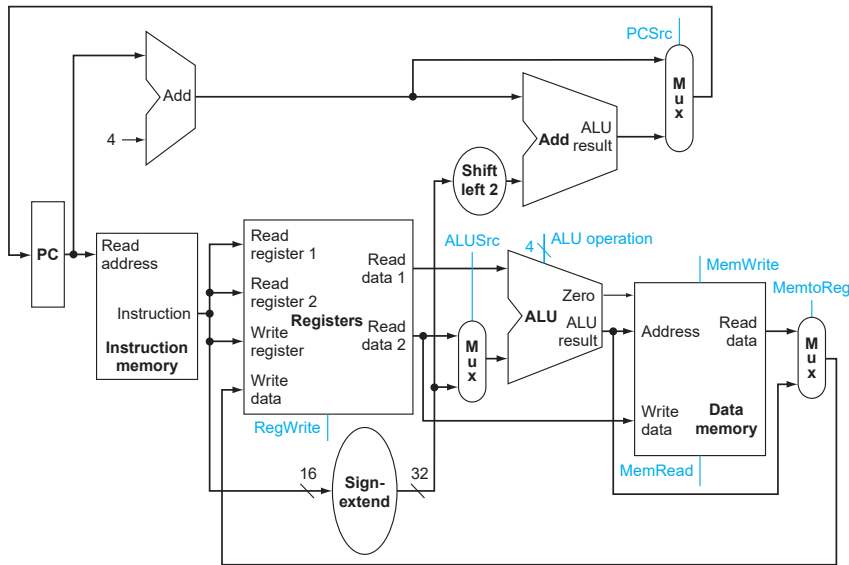 PCSrc
Add
4
M
u
x
Add
ALU
result
Shift
left 2
PC
Read
address
Instruction
Instruction
memory
Read
register 1
Read
register 2
Write
register
Write
data
Registers
Read
data 1
Read
data 2
RegWrite
ALUSrc
M
u
x
4
ALU operation
Zero
ALU
ALU
result
MemWrite
Address
Read
data
Write
data
Data
memory
MemRead
MemtoReg
M
u
x
16
Sign-
extend
32